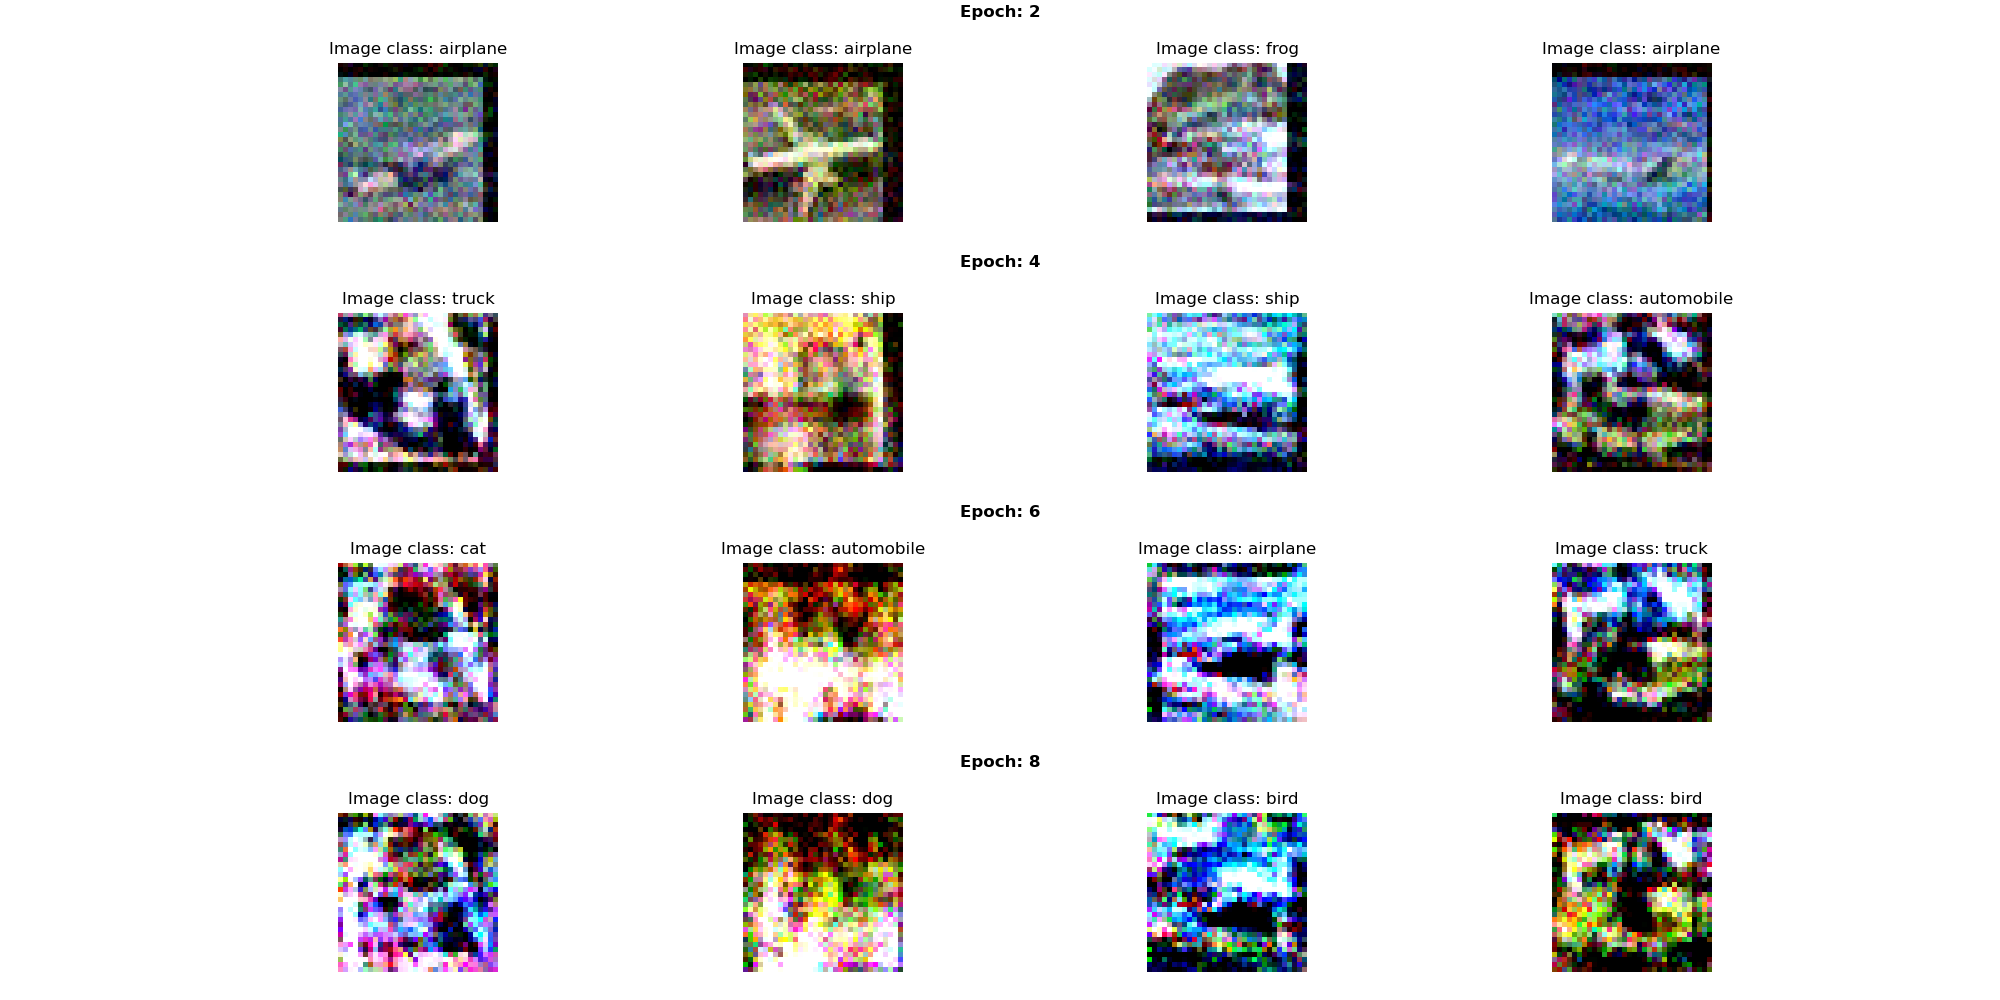 Epoch: 2
Image class: airplane
Image class: airplane
Image class: frog
Image class: airplane
Epoch: 4
Image class: truck
Image class: ship
Image class: ship
Image class: automobile
Epoch: 6
Image class: cat
Image class: automobile
Image class: airplane
Image class: truck
Epoch: 8
Image class: dog
Image class: dog
Image class: bird
Image class: bird